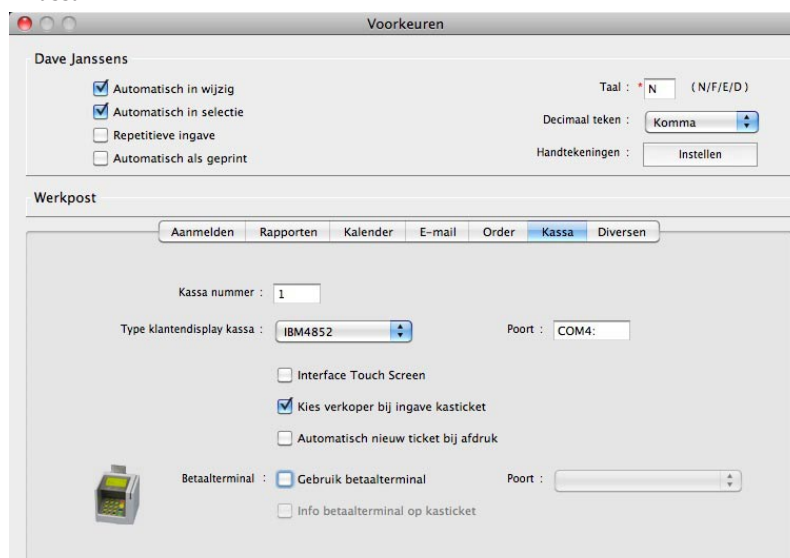 Voorkeuren
Dave Janssens
Automatisch in wijzig
Taal : * N ( N/F/E/D )
Automatisch in selectie
Decimaal teken : Komma
Repetitieve ingave
Automatisch als geprint
Handtekeningen : Instellen
Werkpost
Aanmelden Rapporten Kalender E-mail Order Kassa Diversen
Kassa nummer : 1
Type klantendisplay kassa : IBM4852 Poort : COM4:
Interface Touch Screen
Kies verkoper bij ingave kasticket
Automatisch nieuw ticket bij afdruk
Betaalterminal : Gebruik betaalterminal Poort :
Info betaalterminal op kasticket